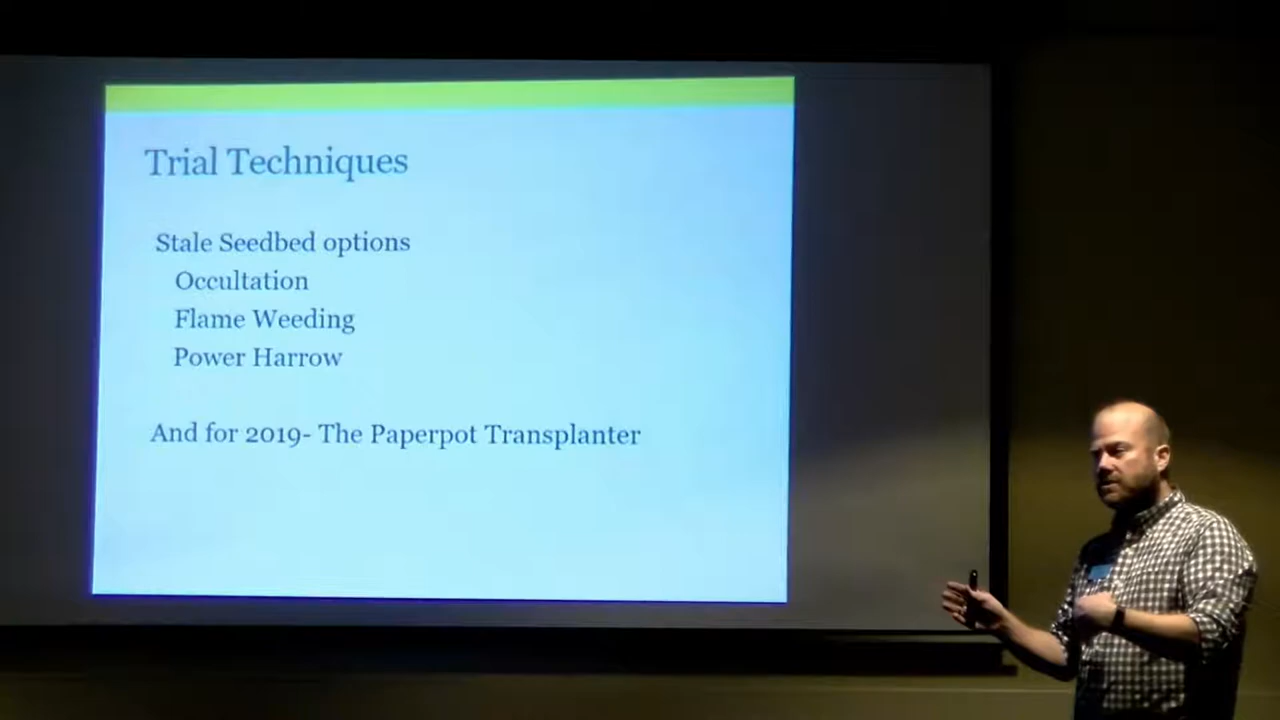 Trial Techniques
Stale Seedbed options
Occultation
Flame Weeding
Power Harrow
And for 2019- The Paperpot Transplanter